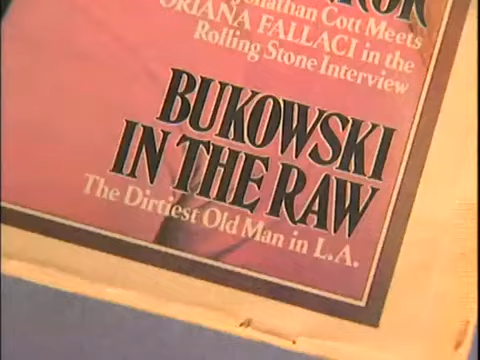 Jonathan Cott Meets
ORIANA FALLACI in the
Rolling Stone Interview
BUKOWSKI
IN THE RAW
The Dirtiest Old Man in L.A.